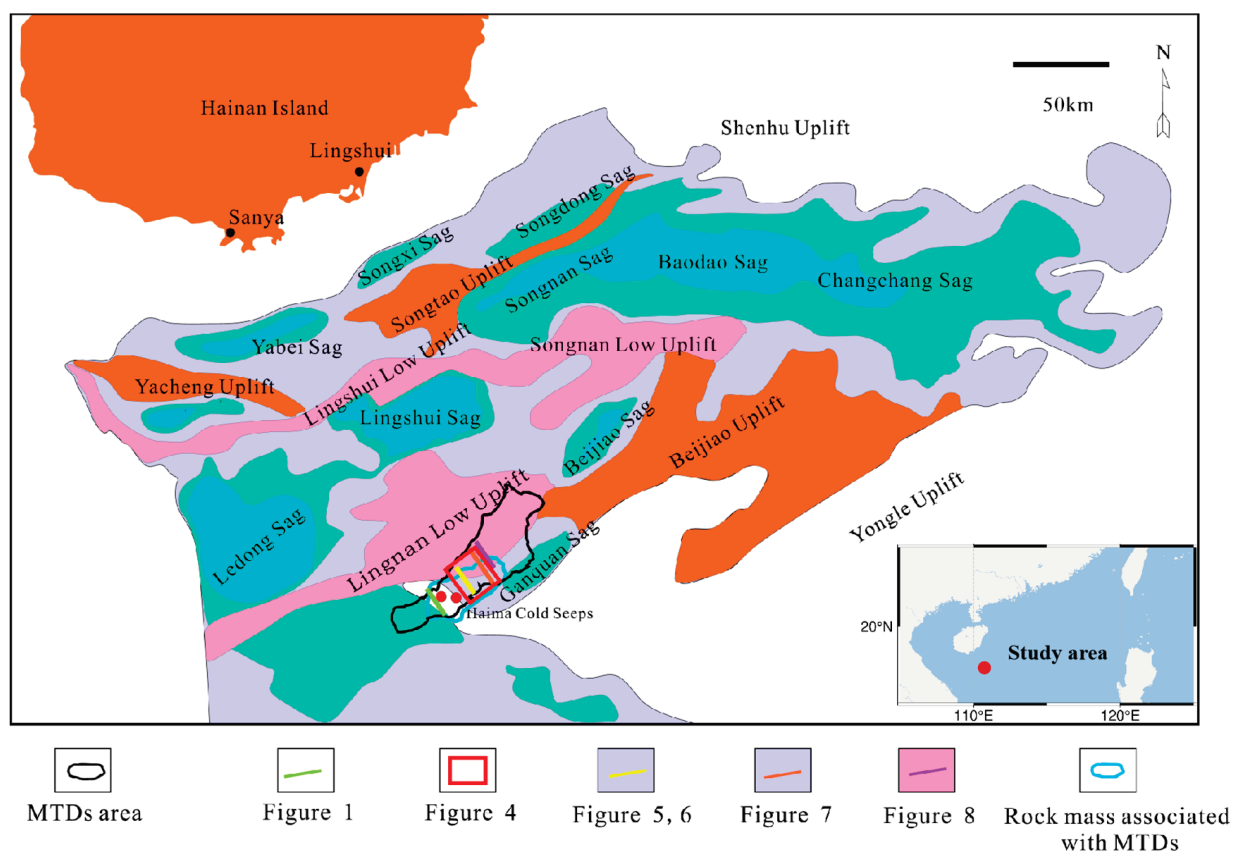 N
50km
Shenhu Uplift
Hainan Island
Lingshui
Sanya
Songdong Sag
Songxi Sag
Songtao Uplift
Songnan Sag
Baodao Sag
Changchang Sag
Yabei Sag
Songnan Low Uplift
Lingshui Low Uplift
Yacheng Uplift
Lingshui Sag
Beijiao Sag
Beijiao Uplift
Yongle Uplift
Ledong Sag
Lingnan Low Uplift
Ganquan Sag
Haima Cold Seeps
20°N
Study area
110°E
120°E
MTDs area
Figure 1
Figure 4
Figure 5, 6
Figure 7
Figure 8
Rock mass associated
with MTDs